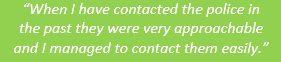 “When I have contacted the police in
the past they were very approachable
and I managed to contact them easily.”